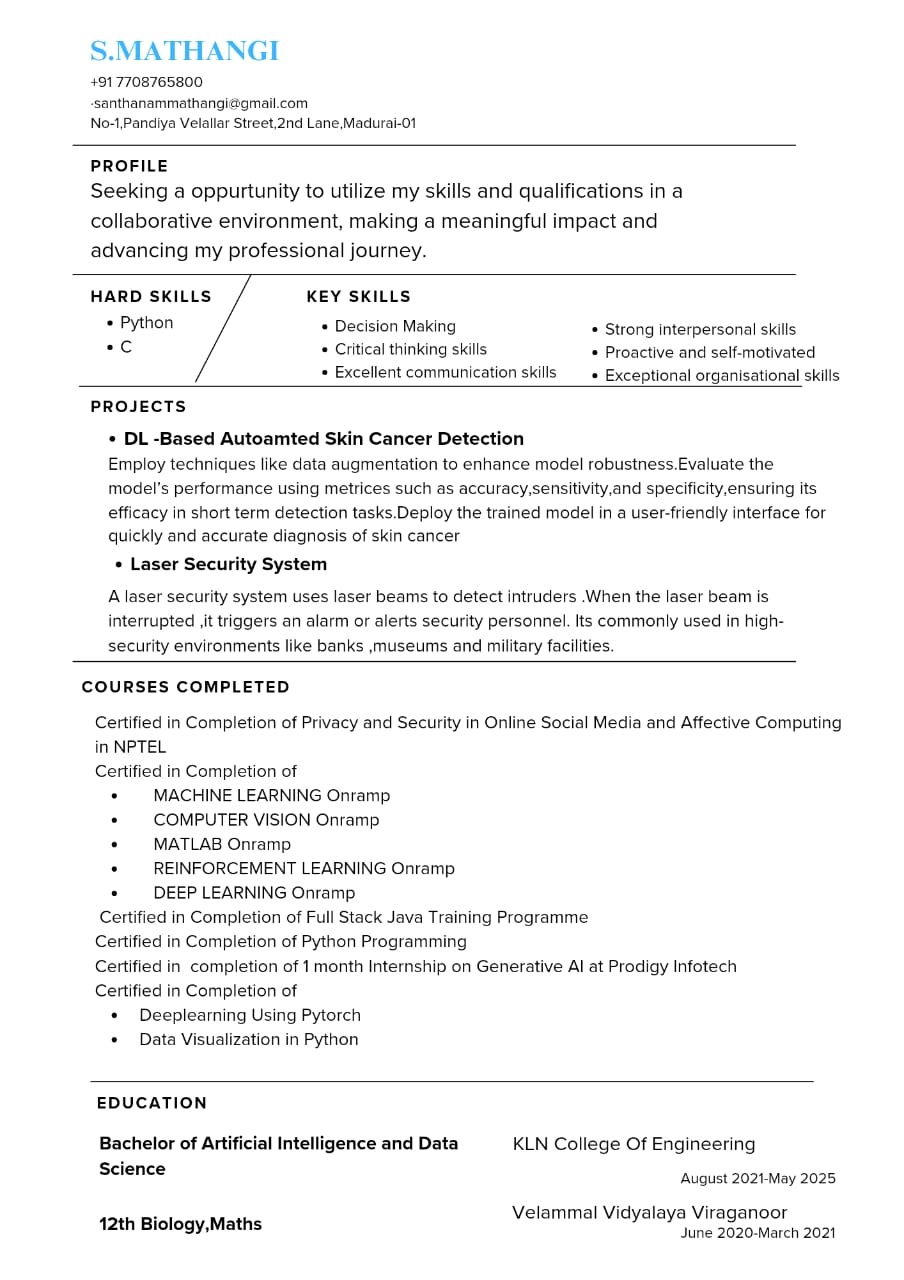 S.MATHANGI
+91 7708765800
·santhanammathangi@gmail.com
No-1,Pandiya Velallar Street,2nd Lane,Madurai-01
PROFILE
Seeking a oppurtunity to utilize my skills and qualifications in a
collaborative environment, making a meaningful impact and
advancing my professional journey.
HARD SKILLS
• Python
• C
KEY SKILLS
• Decision Making
• Critical thinking skills
• Excellent communication skills
• Strong interpersonal skills
• Proactive and self-motivated
• Exceptional organisational skills
PROJECTS
• DL -Based Autoamted Skin Cancer Detection
Employ techniques like data augmentation to enhance model robustness.Evaluate the
model's performance using metrices such as accuracy,sensitivity,and specificity,ensuring its
efficacy in short term detection tasks.Deploy the trained model in a user-friendly interface for
quickly and accurate diagnosis of skin cancer
• Laser Security System
A laser security system uses laser beams to detect intruders .When the laser beam is
interrupted ,it triggers an alarm or alerts security personnel. Its commonly used in high-
security environments like banks ,museums and military facilities.
COURSES COMPLETED
Certified in Completion of Privacy and Security in Online Social Media and Affective Computing
in NPTEL
Certified in Completion of
• MACHINE LEARNING Onramp
• COMPUTER VISION Onramp
• MATLAB Onramp
• REINFORCEMENT LEARNING Onramp
• DEEP LEARNING Onramp
Certified in Completion of Full Stack Java Training Programme
Certified in Completion of Python Programming
Certified in  completion of 1 month Internship on Generative AI at Prodigy Infotech
Certified in Completion of
• Deeplearning Using Pytorch
• Data Visualization in Python
EDUCATION
Bachelor of Artificial Intelligence and Data
Science
KLN College Of Engineering
August 2021-May 2025
12th Biology,Maths
Velammal Vidyalaya Viraganoor
June 2020-March 2021